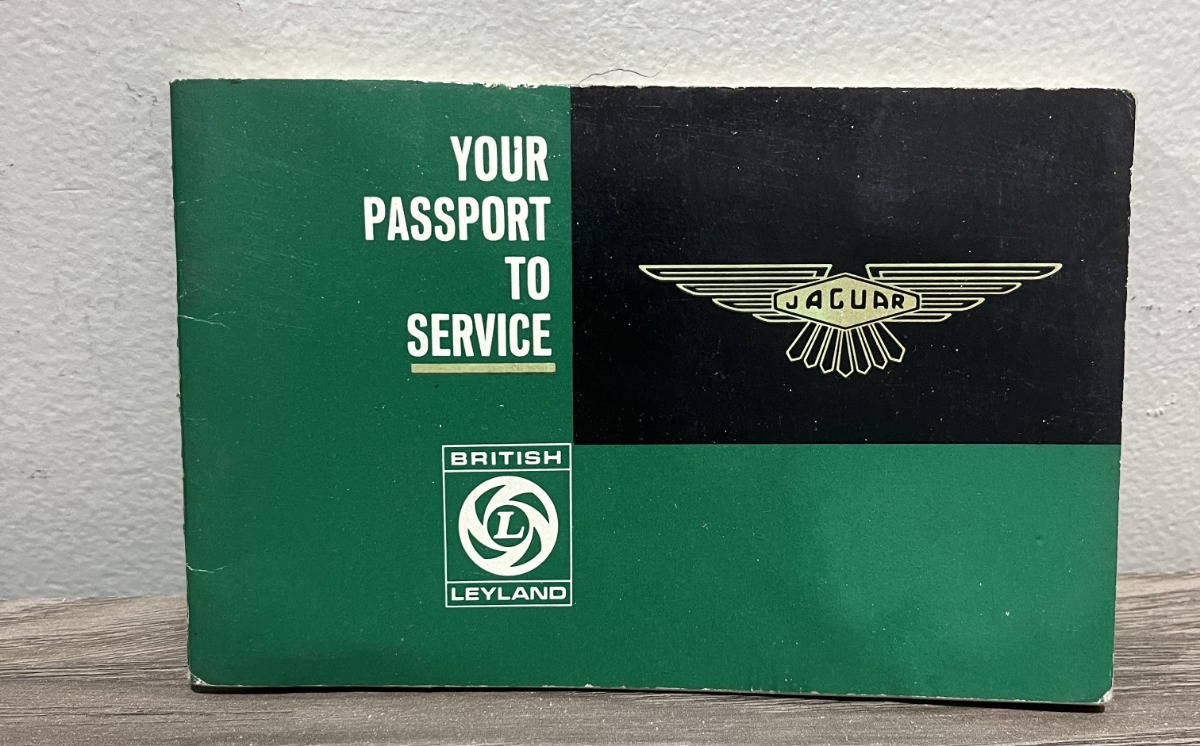 YOUR
PASSPORT
TO
SERVICE
JAGUAR
BRITISH
L
LEYLAND